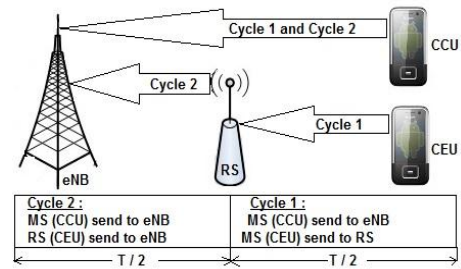 Cycle 1 and Cycle 2
CCU
Cycle 2
Cycle 1
CEU
RS
eNB
Cycle 2 :
MS (CCU) send to eNB
RS (CEU) send to eNB
Cycle 1 :
MS (CCU) send to eNB
MS (CEU) send to RS
T / 2
T / 2